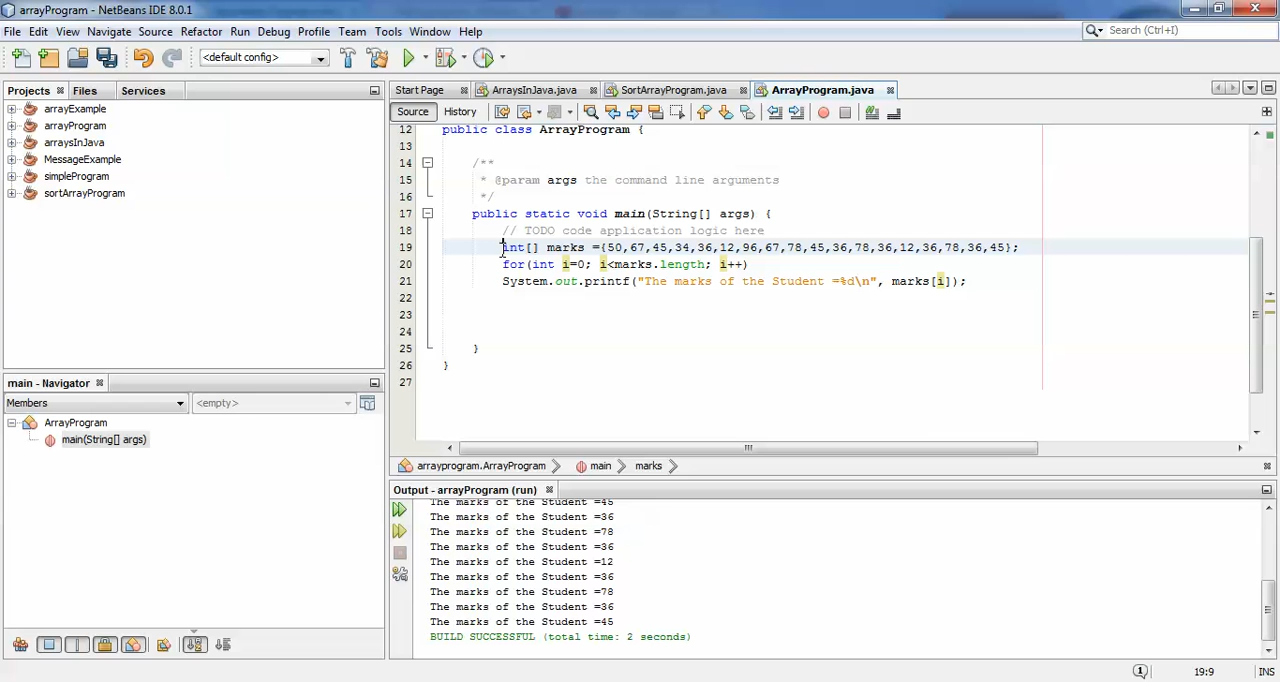 arrayProgram - NetBeans IDE 8.0.1
File Edit View Navigate Source Refactor Run Debug Profile Team Tools Window Help
Search (Ctrl+I)
<default config>
Projects Files Services
arrayExample
arrayProgram
arraysInJava
MessageExample
simpleProgram
sortArrayProgram
main - Navigator
Members <empty>
ArrayProgram
main(String[] args)
Start Page ArraysInJava.java SortArrayProgram.java ArrayProgram.java
Source History
12 public class ArrayProgram {
13
14 /**
15 * @param args the command line arguments
16 */
17 public static void main(String[] args) {
18 // TODO code application logic here
19 int[] marks ={50,67,45,34,36,12,96,67,78,45,36,78,36,12,36,78,36,45};
20 for(int i=0; i<marks.length; i++)
21 System.out.printf("The marks of the Student =%d\n", marks[i]);
22
23
24
25 }
26 }
27
arrayprogram.ArrayProgram main marks
Output - arrayProgram (run)
The marks of the Student =45
The marks of the Student =36
The marks of the Student =78
The marks of the Student =36
The marks of the Student =12
The marks of the Student =36
The marks of the Student =78
The marks of the Student =36
The marks of the Student =45
BUILD SUCCESSFUL (total time: 2 seconds)
1 19:9 INS